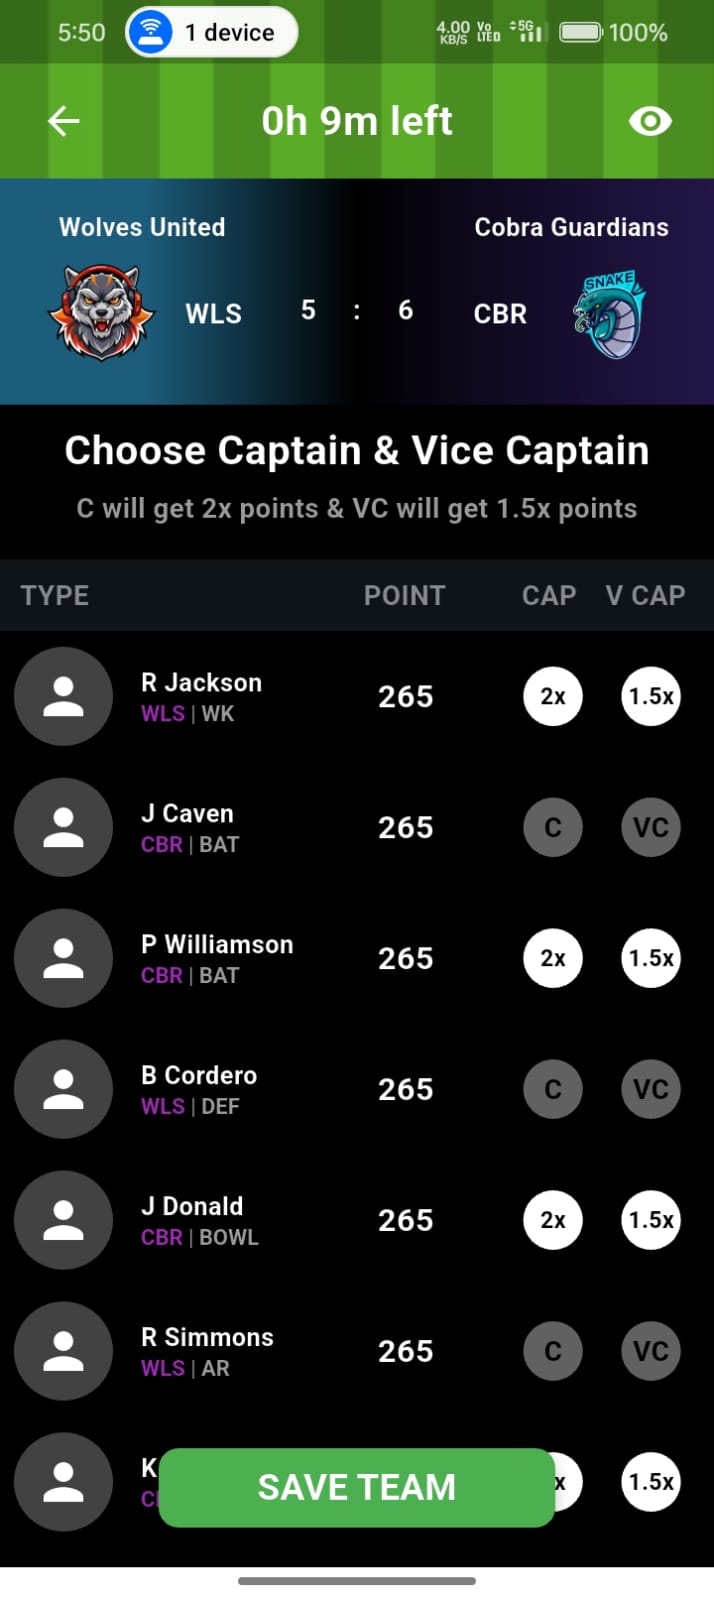 5:50 1 device 4.00 KB/S Vo LTED 5G 100%
0h 9m left
Wolves United Cobra Guardians
SNAKE
WLS 5 : 6 CBR
Choose Captain & Vice Captain
C will get 2x points & VC will get 1.5x points
TYPE POINT CAP V CAP
R Jackson
WLS | WK
265 2x 1.5x
J Caven
CBR | BAT
265 C VC
P Williamson
CBR | BAT
265 2x 1.5x
B Cordero
WLS | DEF
265 C VC
J Donald
CBR | BOWL
265 2x 1.5x
R Simmons
WLS | AR
265 C VC
K
SAVE TEAM x 1.5x